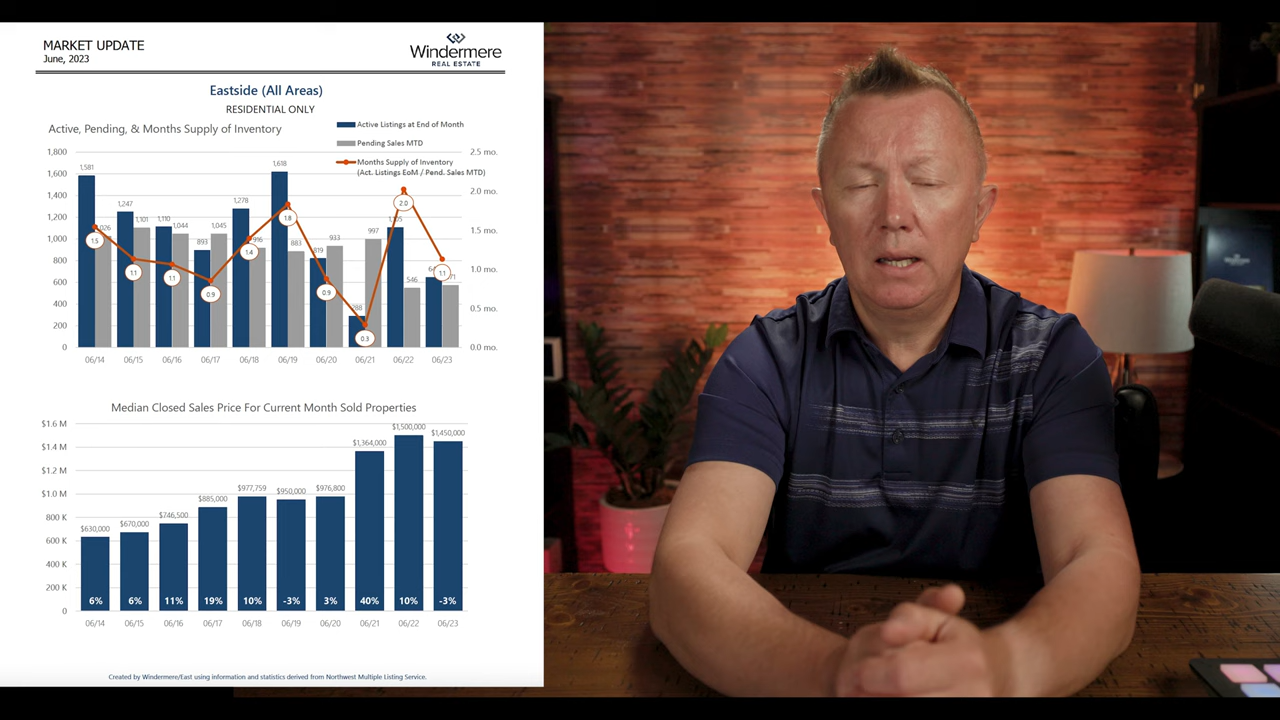 MARKET UPDATE
June, 2023
Windermere
REAL ESTATE
Eastside (All Areas)
RESIDENTIAL ONLY
Active, Pending, & Months Supply of Inventory
Active Listings at End of Month
Pending Sales MTD
Months Supply of Inventory
(Act. Listings EoM / Pend. Sales MTD)
1,800
1,600
1,400
1,200
1,000
800
600
400
200
0
2.5 mo.
2.0 mo.
1.5 mo.
1.0 mo.
0.5 mo.
0.0 mo.
1,581 1,247 1,101 1,110 1,044 893 1,045 1,278 1,618 883 819 933 997 546
1.5 1.1 1.1 0.9 1.4 1.8 0.9 0.3 2.0 1.1
06/14 06/15 06/16 06/17 06/18 06/19 06/20 06/21 06/22 06/23
Median Closed Sales Price For Current Month Sold Properties
$1.6 M
$1.4 M
$1.2 M
$1.0 M
800 K
600 K
400 K
200 K
0
$630,000 $670,000 $746,500 $885,000 $977,759 $950,000 $976,800 $1,364,000 $1,500,000 $1,450,000
6% 6% 11% 19% 10% -3% 3% 40% 10% -3%
06/14 06/15 06/16 06/17 06/18 06/19 06/20 06/21 06/22 06/23
Created by Windermere/East using information and statistics derived from Northwest Multiple Listing Service.